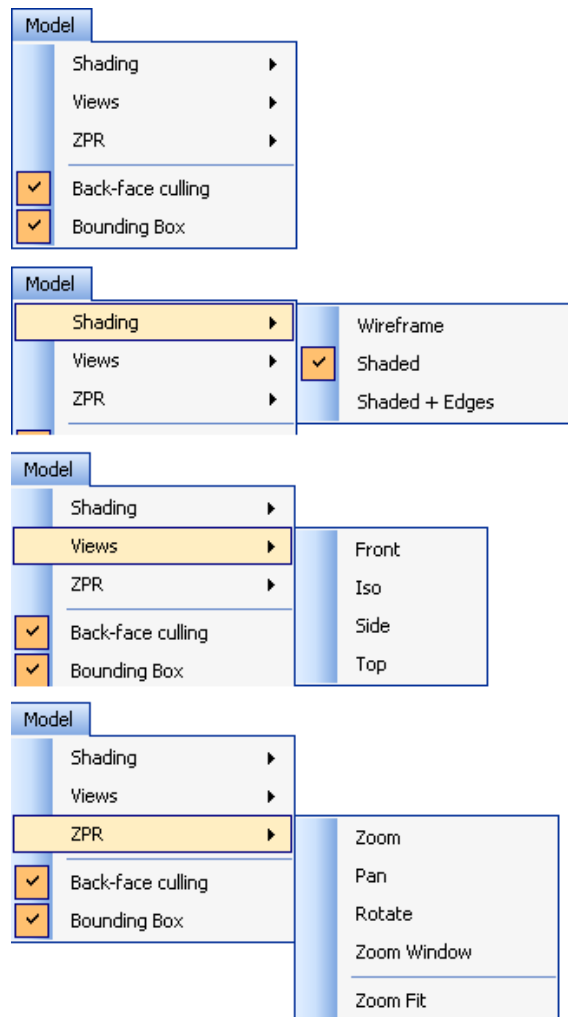 Model
Shading
Views
ZPR
Back-face culling
Bounding Box
Model
Shading
Wireframe
Views
Shaded
ZPR
Shaded + Edges
Model
Shading
Views
Front
ZPR
Iso
Back-face culling
Side
Bounding Box
Top
Model
Shading
Views
ZPR
Zoom
Back-face culling
Pan
Bounding Box
Rotate
Zoom Window
Zoom Fit